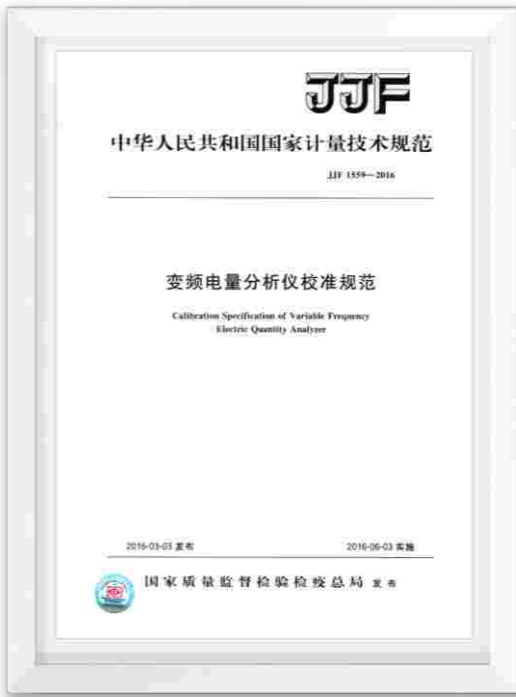 JJF
中华人民共和国国家计量技术规范
JJF 1559—2016
变频电量分析仪校准规范
Calibration Specification of Variable Frequency
Electric Quantity Analyzer
2016-03-03 发布
2016-06-03 实施
国家质量监督检验检疫总局 发布